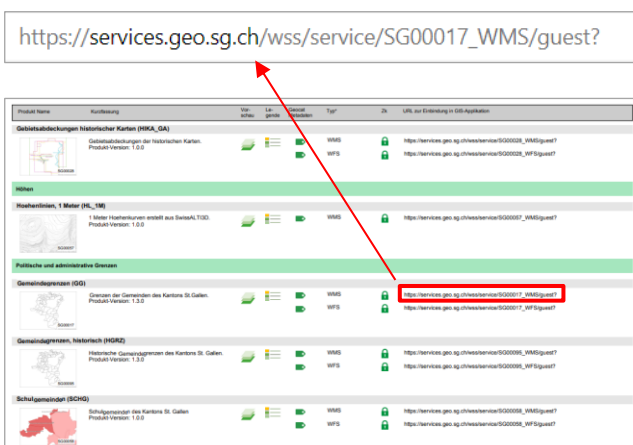 https://services.geo.sg.ch/wss/service/SG00017_WMS/guest?
Produkt Name Kurzfassung Vor-schau Le-gende Geocat Metadaten Typ* Zk URL zur Einbindung in GIS-Applikation
Gebietsabdeckungen historischer Karten (HIKA_GA)
Gebietsabdeckungen der historischen Karten. WMS https://services.geo.sg.ch/wss/service/SG00028_WMS/guest?
Produkt-Version: 1.0.0
WFS https://services.geo.sg.ch/wss/service/SG00028_WFS/guest?
SG00028
Höhen
Hoehenlinien, 1 Meter (HL_1M)
1 Meter Hoehenkurven erstellt aus SwissALTI3D. WMS https://services.geo.sg.ch/wss/service/SG00057_WMS/guest?
Produkt-Version: 1.0.0
SG00057
Politische und administrative Grenzen
Gemeindegrenzen (GG)
Grenzen der Gemeinden des Kantons St.Gallen. WMS https://services.geo.sg.ch/wss/service/SG00017_WMS/guest?
Produkt-Version: 1.3.0
WFS https://services.geo.sg.ch/wss/service/SG00017_WFS/guest?
SG00017
Gemeindegrenzen, historisch (HGRZ)
Historische Gemeindegrenzen des Kantons St. Gallen. WMS https://services.geo.sg.ch/wss/service/SG00095_WMS/guest?
Produkt-Version: 1.3.0
WFS https://services.geo.sg.ch/wss/service/SG00095_WFS/guest?
Schulgemeinden (SCHG)
Schulgemeinden des Kantons St. Gallen WMS https://services.geo.sg.ch/wss/service/SG00058_WMS/guest?
Produkt-Version: 1.0.0
WFS https://services.geo.sg.ch/wss/service/SG00058_WFS/guest?